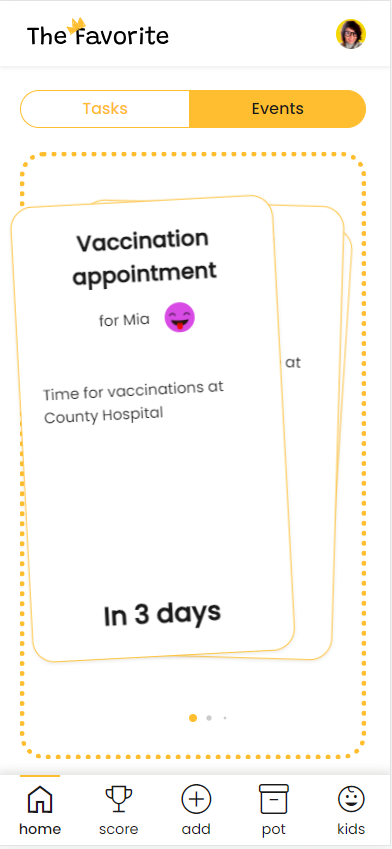 The Favorite
Tasks
Events
Vaccination
appointment
for Mia
at
Time for vaccinations at
County Hospital
In 3 days
home
score
add
pot
kids